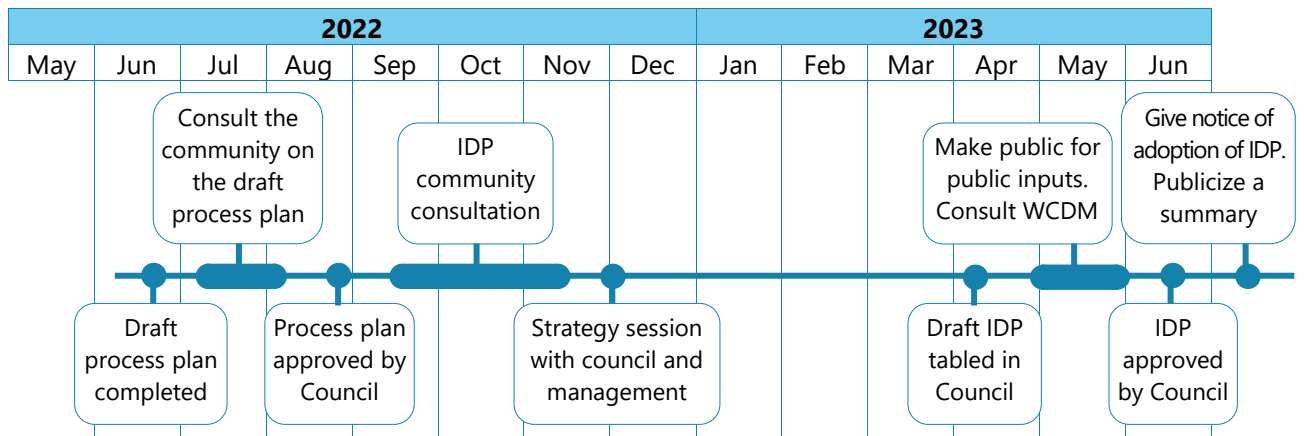 2022
2023
May
Jun
Jul
Aug
Sep
Oct
Nov
Dec
Jan
Feb
Mar
Apr
May
Jun
Consult the
community on
the draft
process plan
IDP
community
consultation
Make public for
public inputs.
Consult WCDM
Give notice of
adoption of IDP.
Publicize a
summary
Draft
process plan
completed
Process plan
approved by
Council
Strategy session
with council and
management
Draft IDP
tabled in
Council
IDP
approved
by Council